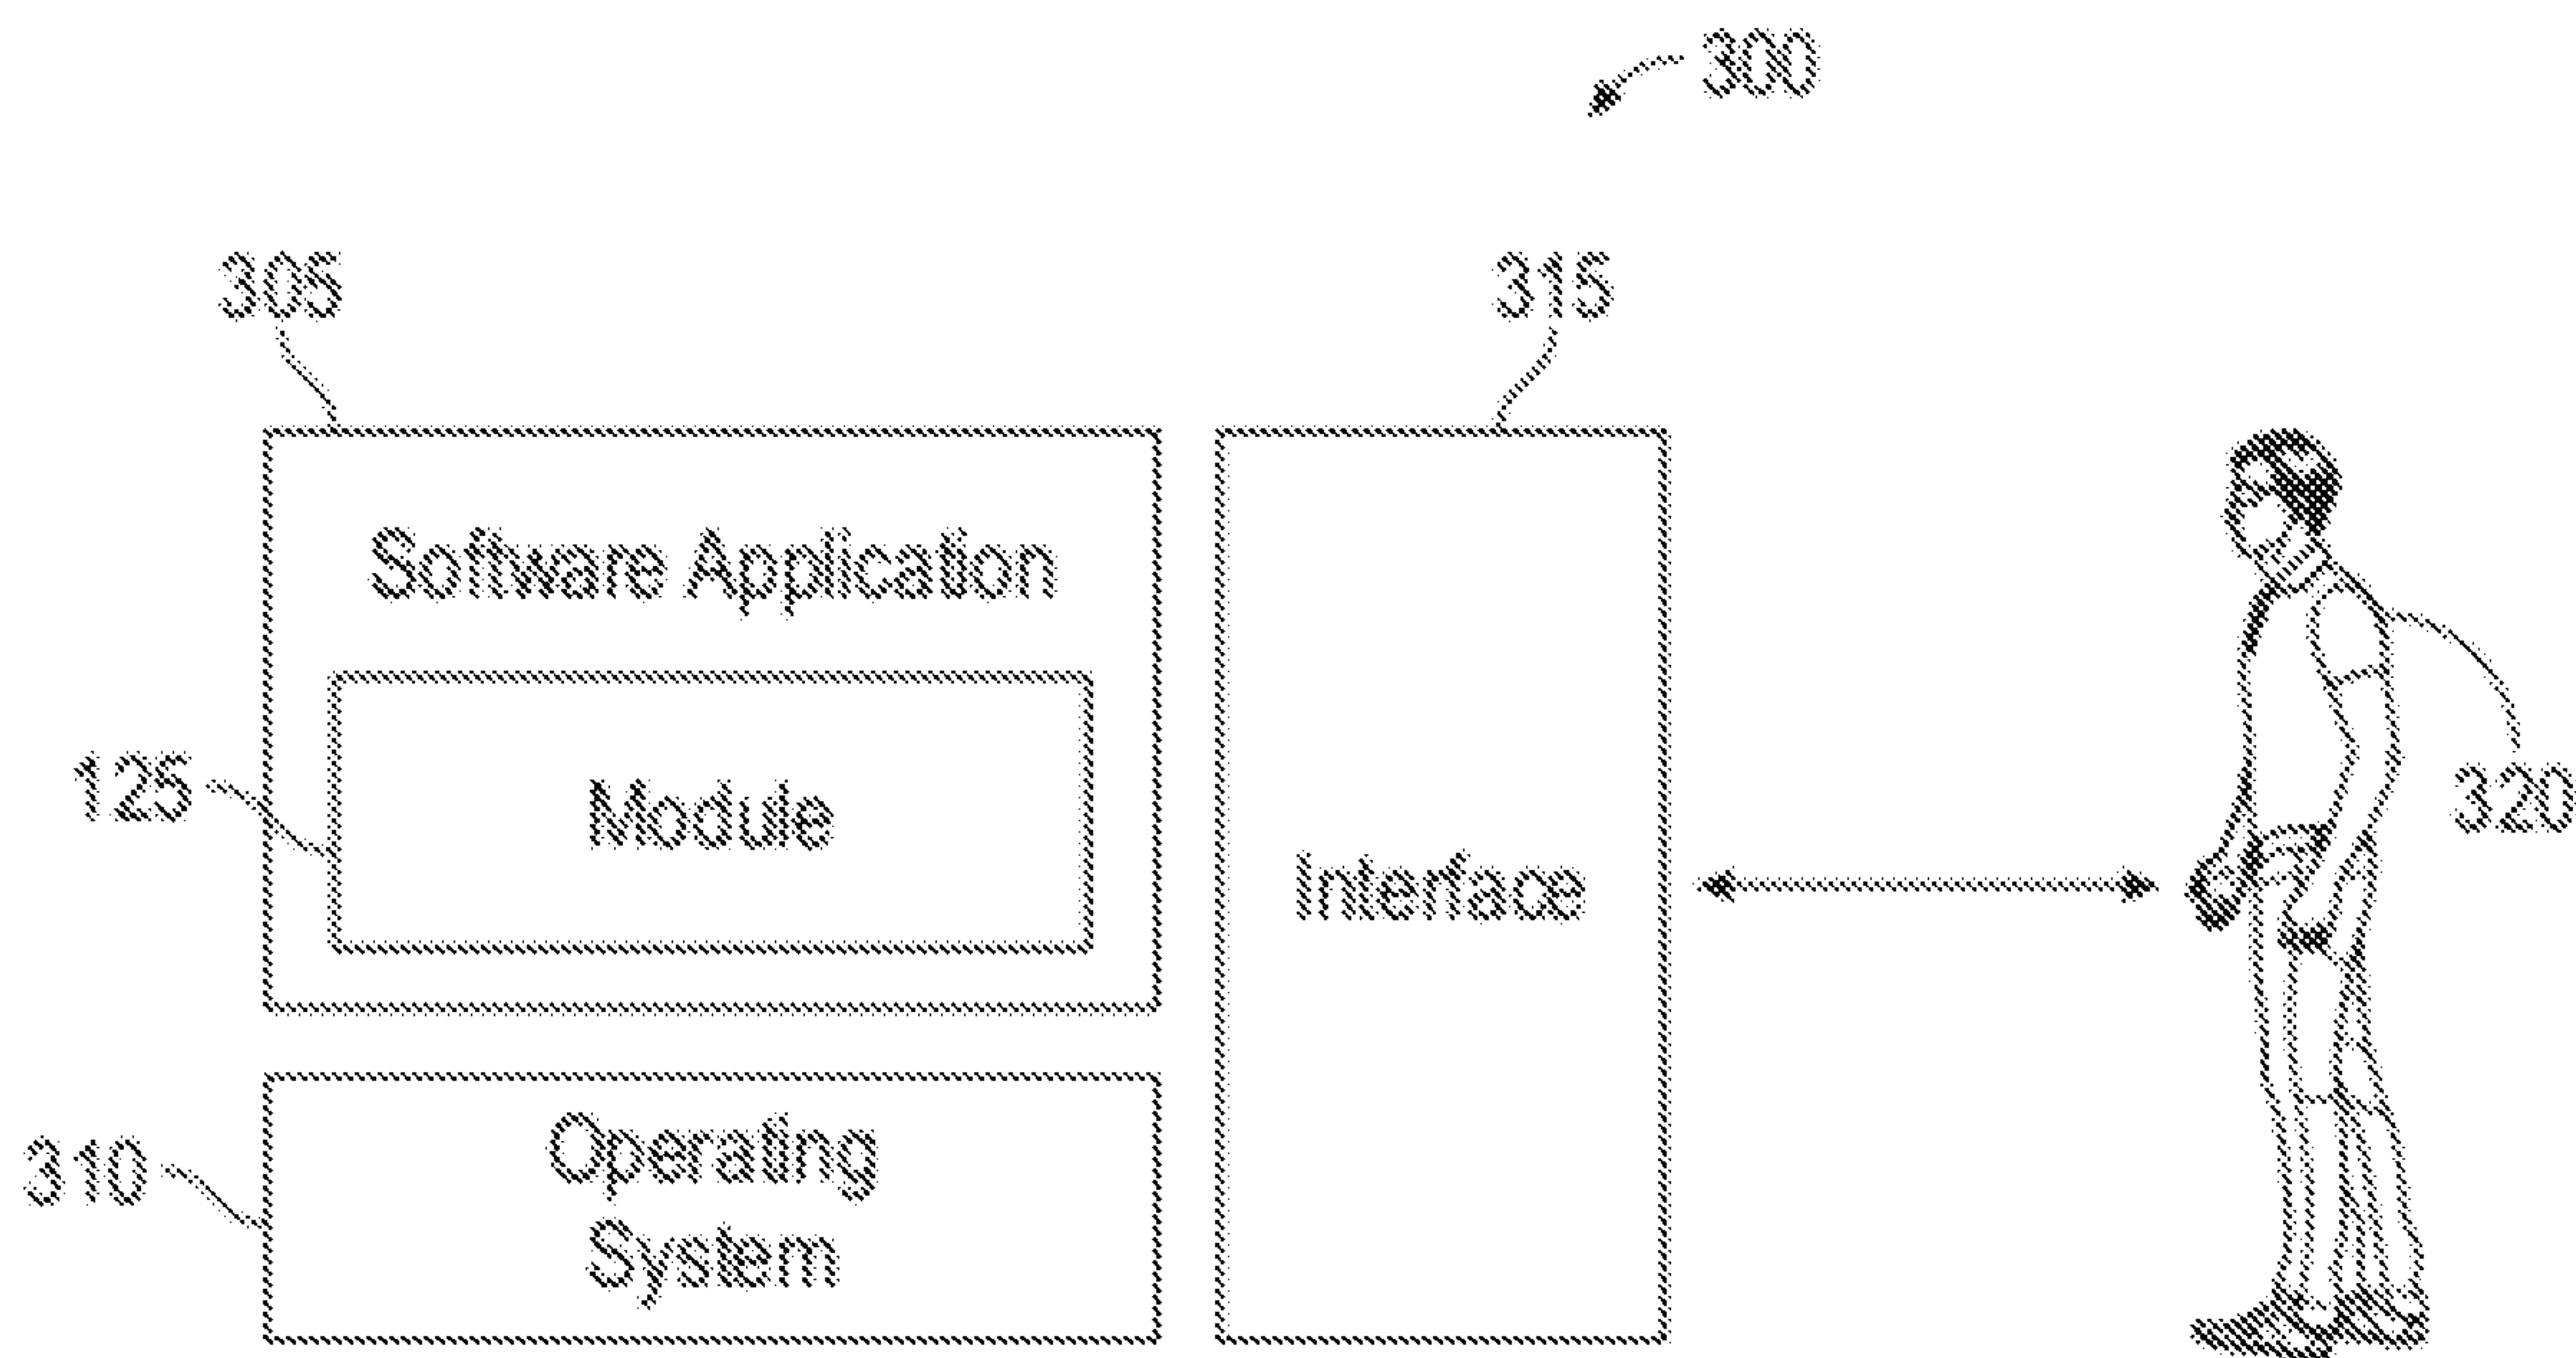 300
305
315
Software Application
125
Module
320
Interface
310
Operating
System